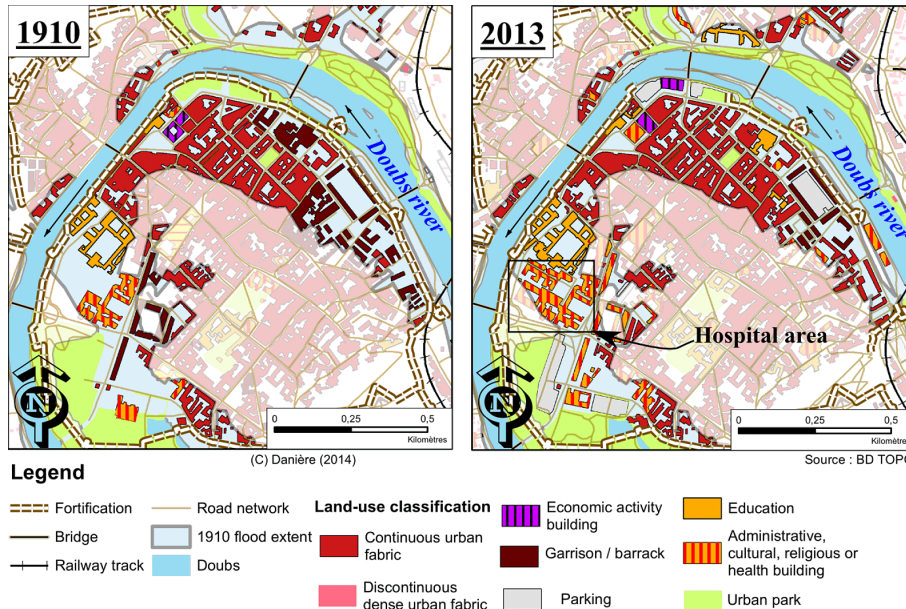 1910
2013
Doubs river
Doubs river
Hospital area
N
N
0 0,25 0,5
Kilomètres
0 0,25 0,5
Kilomètre
(C) Danière (2014)
Source : BD TOPO
Legend
Fortification
Bridge
Railway track
Road network
1910 flood extent
Doubs
Land-use classification
Continuous urban
fabric
Discontinuous
dense urban fabric
Economic activity
building
Garrison / barrack
Parking
Education
Administrative,
cultural, religious or
health building
Urban park